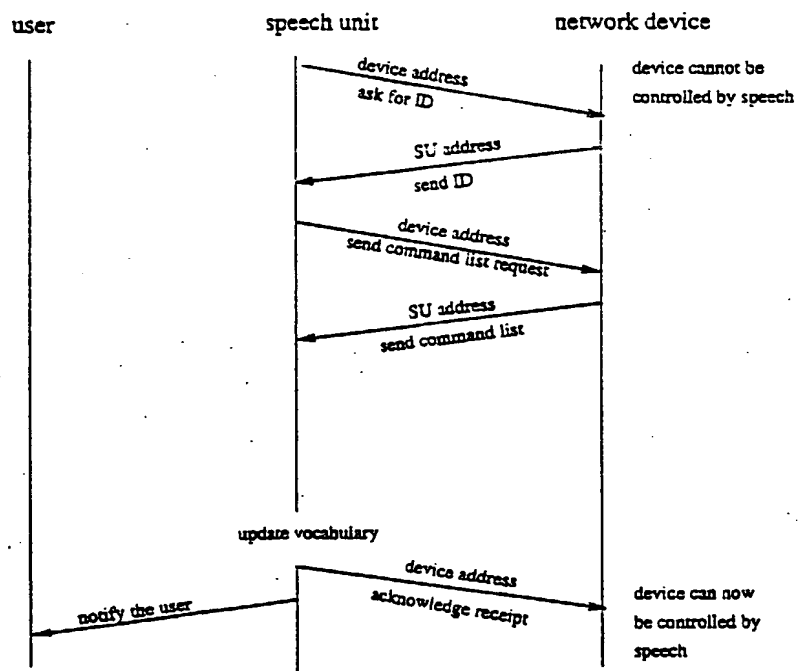 user
speech unit
network device
device address
ask for ID
device cannot be
controlled by speech
SU address
send ID
device address
send command list request
SU address
send command list
update vocabulary
device address
acknowledge receipt
notify the user
device can now
be controlled by
speech